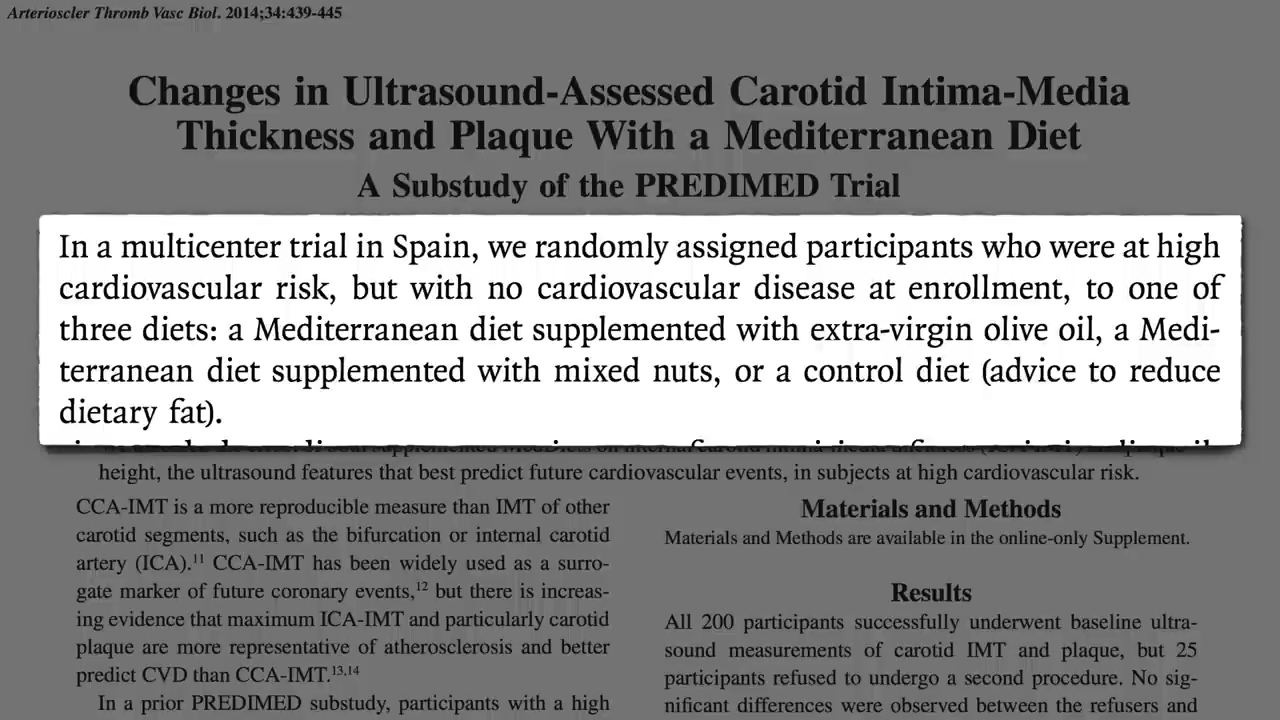 Arterioscler Thromb Vasc Biol. 2014;34:439-445
Changes in Ultrasound-Assessed Carotid Intima-Media
Thickness and Plaque With a Mediterranean Diet
A Substudy of the PREDIMED Trial
In a multicenter trial in Spain, we randomly assigned participants who were at high
cardiovascular risk, but with no cardiovascular disease at enrollment, to one of
three diets: a Mediterranean diet supplemented with extra-virgin olive oil, a Medi-
terranean diet supplemented with mixed nuts, or a control diet (advice to reduce
dietary fat).
height, the ultrasound features that best predict future cardiovascular events, in subjects at high cardiovascular risk.
CCA-IMT is a more reproducible measure than IMT of other
carotid segments, such as the bifurcation or internal carotid
artery (ICA).11 CCA-IMT has been widely used as a surro-
gate marker of future coronary events,12 but there is increas-
ing evidence that maximum ICA-IMT and particularly carotid
plaque are more representative of atherosclerosis and better
predict CVD than CCA-IMT.13,14
In a prior PREDIMED substudy, participants with a high
Materials and Methods
Materials and Methods are available in the online-only Supplement.
Results
All 200 participants successfully underwent baseline ultra-
sound measurements of carotid IMT and plaque, but 25
participants refused to undergo a second procedure. No sig-
nificant differences were observed between the refusers and